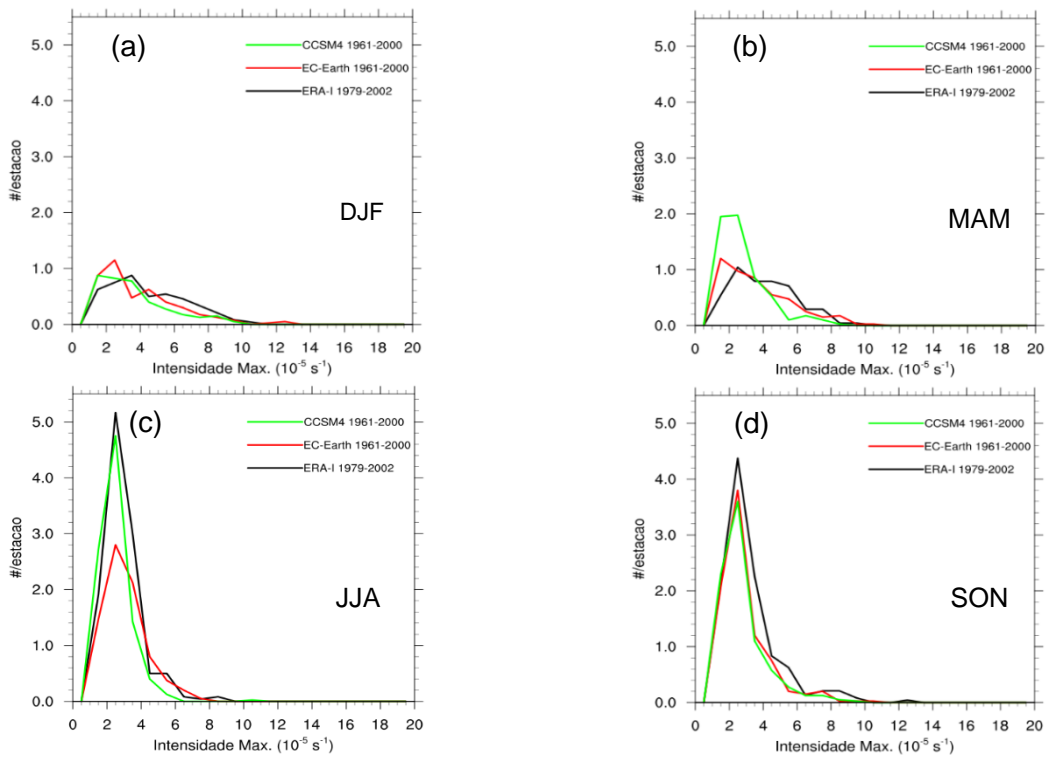 (a)
CCSM4 1961-2000
EC-Earth 1961-2000
ERA-I 1979-2002
DJF
#/estacao
5.0
4.0
3.0
2.0
1.0
0.0
0 2 4 6 8 10 12 14 16 18 20
Intensidade Max. (10⁻⁵ s⁻¹)
(b)
CCSM4 1961-2000
EC-Earth 1961-2000
ERA-I 1979-2002
MAM
#/estacao
5.0
4.0
3.0
2.0
1.0
0.0
0 2 4 6 8 10 12 14 16 18 20
Intensidade Max. (10⁻⁵ s⁻¹)
(c)
CCSM4 1961-2000
EC-Earth 1961-2000
ERA-I 1979-2002
JJA
#/estacao
5.0
4.0
3.0
2.0
1.0
0.0
0 2 4 6 8 10 12 14 16 18 20
Intensidade Max. (10⁻⁵ s⁻¹)
(d)
CCSM4 1961-2000
EC-Earth 1961-2000
ERA-I 1979-2002
SON
#/estacao
5.0
4.0
3.0
2.0
1.0
0.0
0 2 4 6 8 10 12 14 16 18 20
Intensidade Max. (10⁻⁵ s⁻¹)